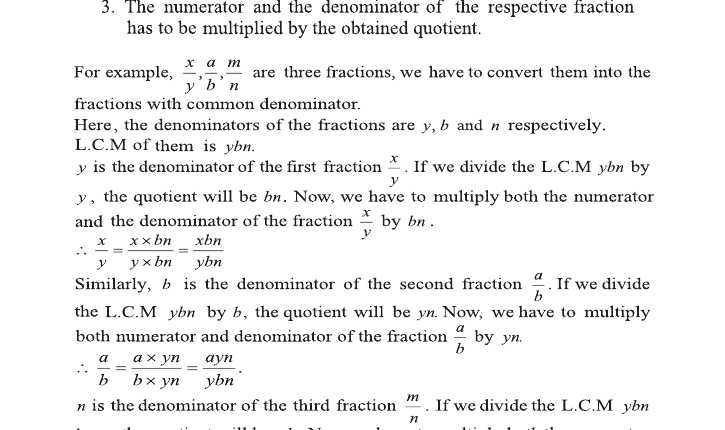 3. The numerator and the denominator of the respective fraction
has to be multiplied by the obtained quotient.
For example, x/y, a/b, m/n are three fractions, we have to convert them into the
fractions with common denominator.
Here, the denominators of the fractions are y, b and n respectively.
L.C.M of them is ybn.
y is the denominator of the first fraction x/y. If we divide the L.C.M ybn by
y, the quotient will be bn. Now, we have to multiply both the numerator
and the denominator of the fraction x/y by bn.
∴ x/y = x × bn/y × bn = xbn/ybn
Similarly, b is the denominator of the second fraction a/b. If we divide
the L.C.M ybn by b, the quotient will be yn. Now, we have to multiply
both numerator and denominator of the fraction a/b by yn.
∴ a/b = a × yn/b × yn = ayn/ybn.
n is the denominator of the third fraction m/n. If we divide the L.C.M ybn